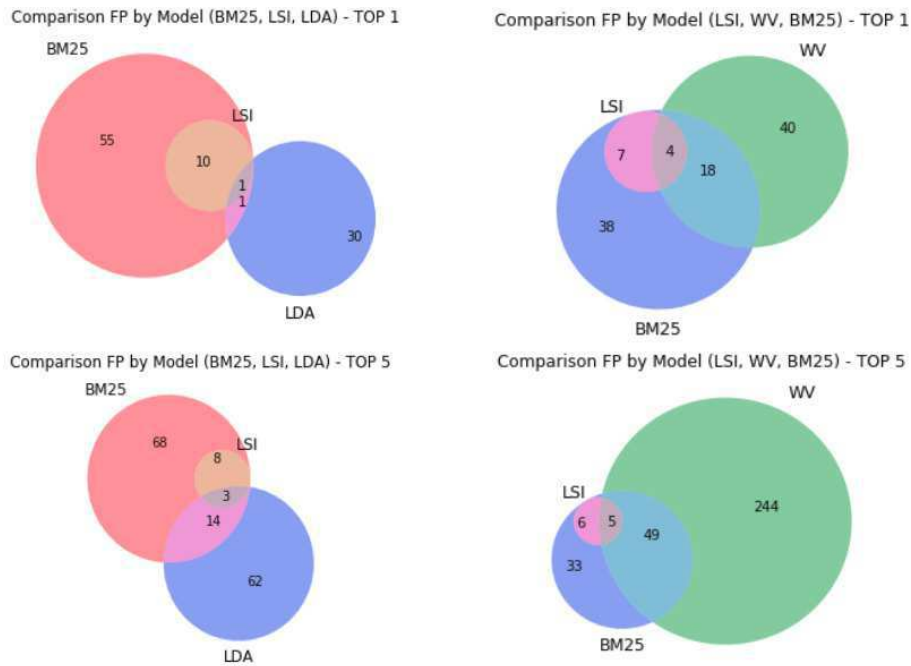 Comparison FP by Model (BM25, LSI, LDA) - TOP 1
BM25
LSI
55
10
1
1
30
LDA
Comparison FP by Model (LSI, WV, BM25) - TOP 1
WV
LSI
40
7
4
18
38
BM25
Comparison FP by Model (BM25, LSI, LDA) - TOP 5
BM25
68
LSI
8
3
14
62
LDA
Comparison FP by Model (LSI, WV, BM25) - TOP 5
WV
LSI
244
6
5
49
33
BM25